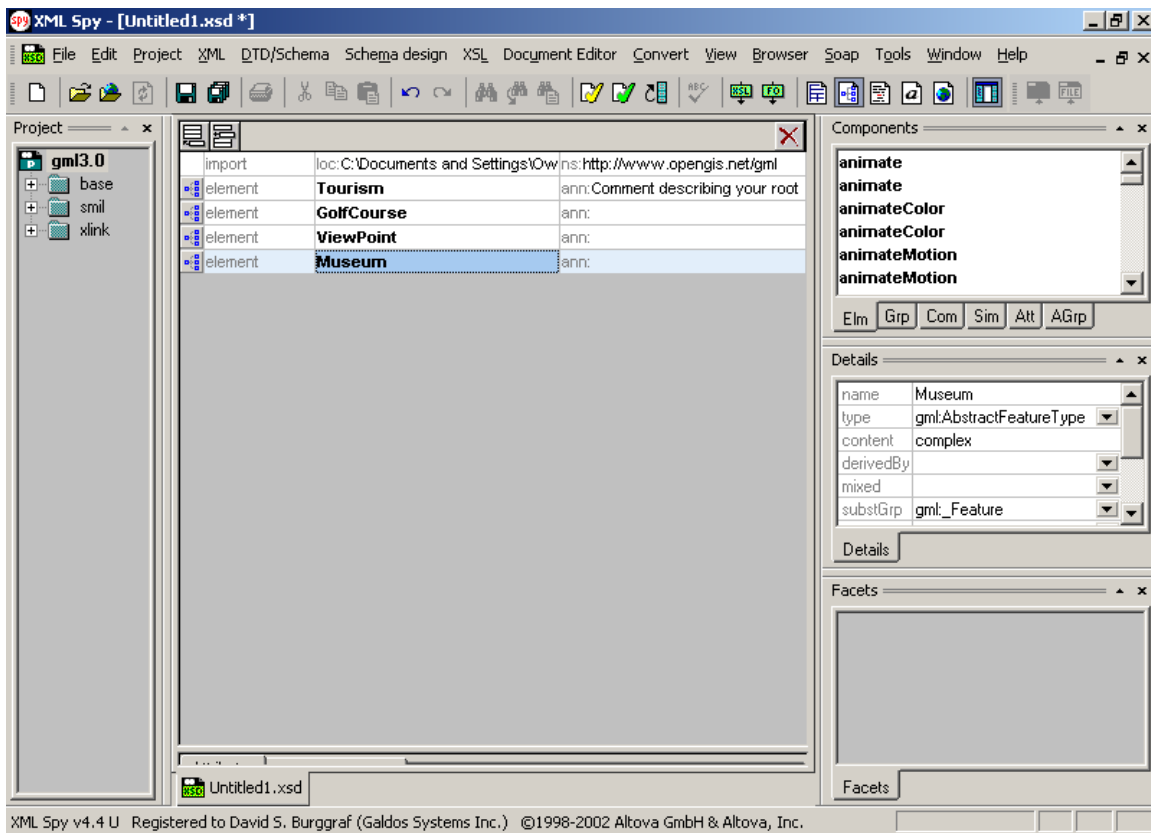 XML Spy - [Untitled1.xsd *]
File Edit Project XML DTD/Schema Schema design XSL Document Editor Convert View Browser Soap Tools Window Help
Project
gml3.0
base
smil
xlink
import loc:C:\Documents and Settings\Ow ns:http://www.opengis.net/gml
element Tourism ann:Comment describing your root
element GolfCourse ann:
element ViewPoint ann:
element Museum ann:
Untitled1.xsd
Components
animate
animate
animateColor
animateColor
animateMotion
animateMotion
Elm Grp Com Sim Att AGrp
Details
name Museum
type gml:AbstractFeatureType
content complex
derivedBy
mixed
substGrp gml:_Feature
Details
Facets
Facets
XML Spy v4.4 U Registered to David S. Burggraf (Galdos Systems Inc.) ©1998-2002 Altova GmbH & Altova, Inc.